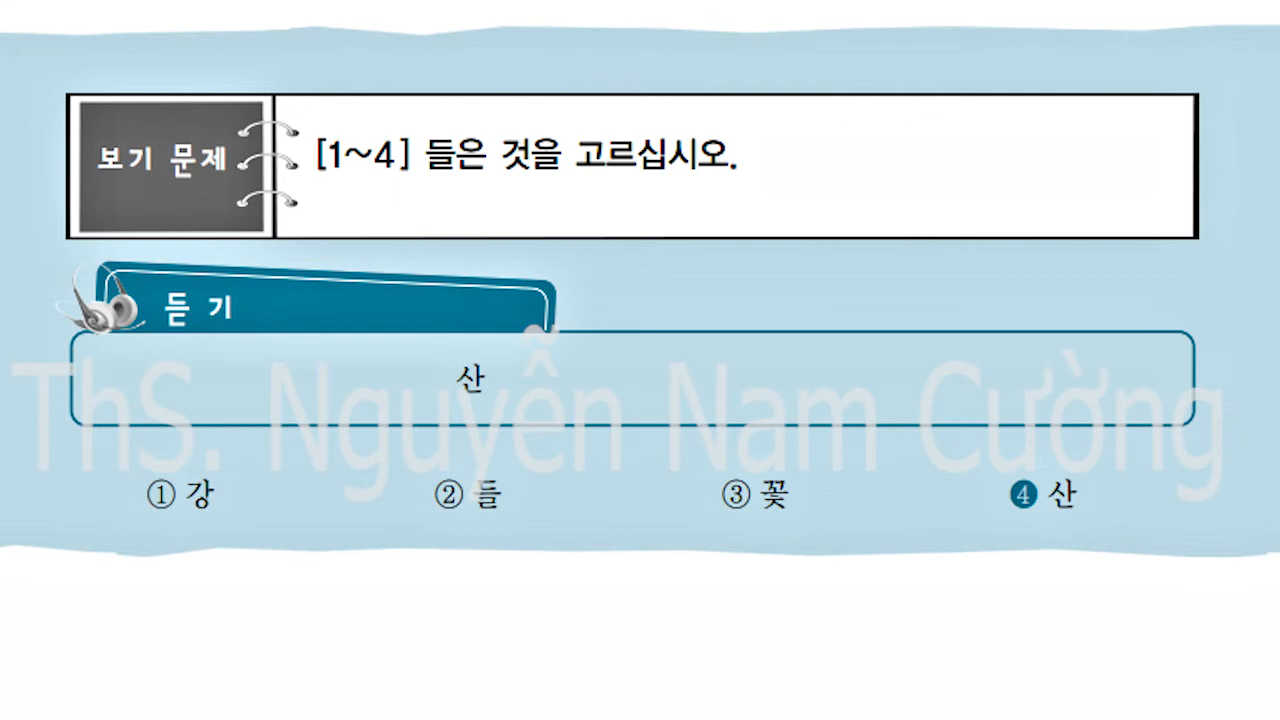 보기 문제
[1~4] 들은 것을 고르십시오.
듣기
산
ThS. Nguyễn Nam Cường
① 강 ② 들 ③ 꽃 ❹ 산